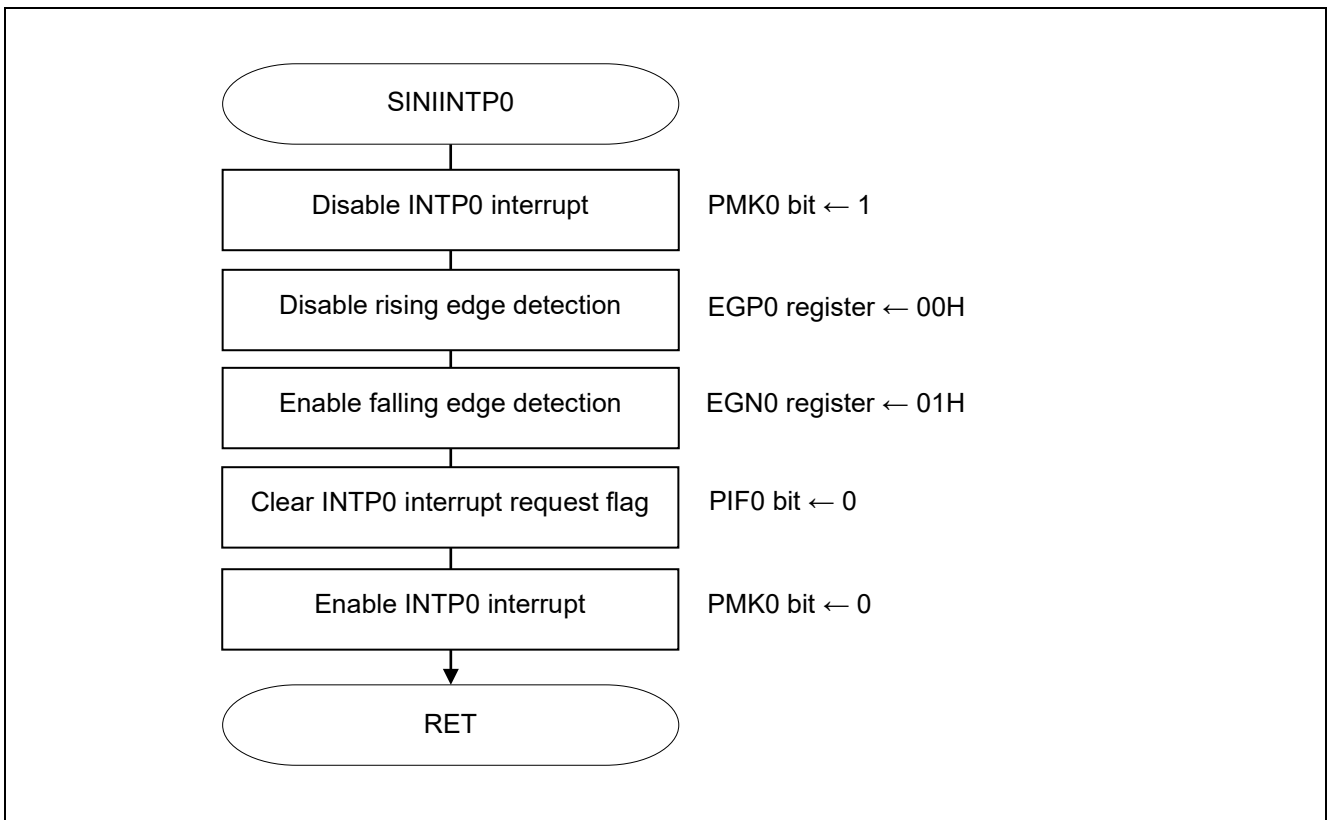 SINIINTP0
Disable INTP0 interrupt PMK0 bit ← 1
Disable rising edge detection EGP0 register ← 00H
Enable falling edge detection EGN0 register ← 01H
Clear INTP0 interrupt request flag PIF0 bit ← 0
Enable INTP0 interrupt PMK0 bit ← 0
RET